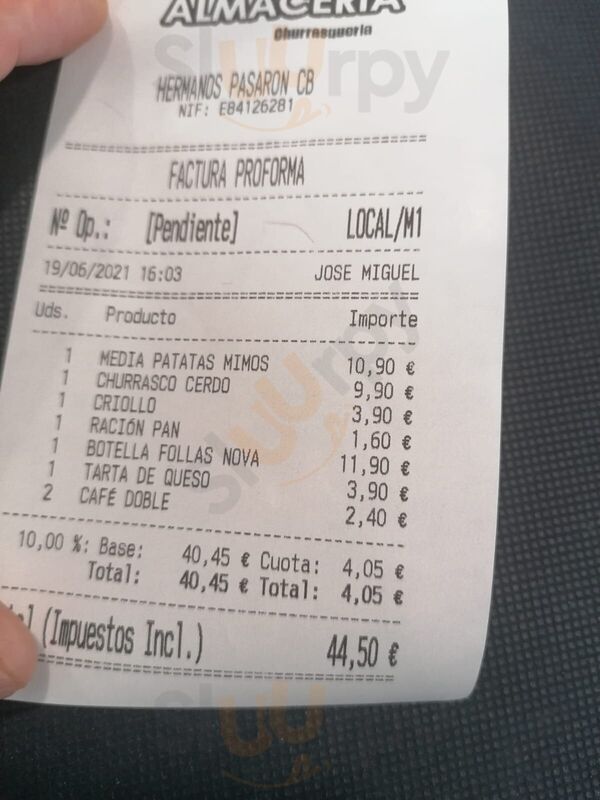 ALMACERIA
Churrasquería
HERMANOS PASARON CB
NIF: E84126281
FACTURA PROFORMA
Nº Op.: [Pendiente] LOCAL/M1
19/06/2021 16:03 JOSE MIGUEL
Uds. Producto Importe
1 MEDIA PATATAS MIMOS 10,90 €
1 CHURRASCO CERDO 9,90 €
1 CRIOLLO 3,90 €
1 RACIÓN PAN 1,60 €
1 BOTELLA FOLLAS NOVA 11,90 €
1 TARTA DE QUESO 3,90 €
2 CAFÉ DOBLE 2,40 €
10,00 %: Base: 40,45 € Cuota: 4,05 €
Total: 40,45 € Total: 4,05 €
(Impuestos Incl.) 44,50 €
Sluurpy
Sluurpy
Sluurpy